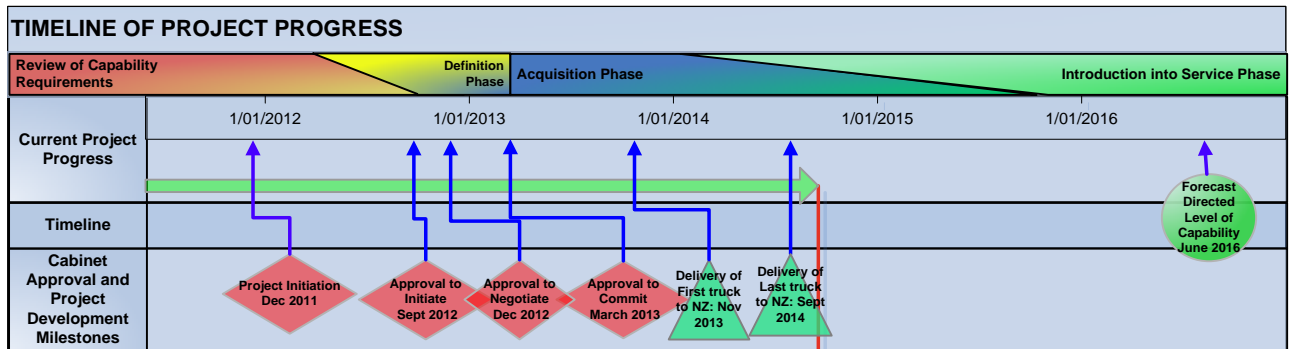 TIMELINE OF PROJECT PROGRESS
Review of Capability
Requirements
Definition
Phase
Acquisition Phase
Introduction into Service Phase
1/01/2012
1/01/2013
1/01/2014
1/01/2015
1/01/2016
Current Project
Progress
Forecast
Directed
Level of
Capability
June 2016
Timeline
Cabinet
Approval and
Project
Development
Milestones
Project Initiation
Dec 2011
Approval to
Initiate
Sept 2012
Approval to
Negotiate
Dec 2012
Approval to
Commit
March 2013
Delivery of
First truck
to NZ: Nov
2013
Delivery of
Last truck
to NZ: Sept
2014